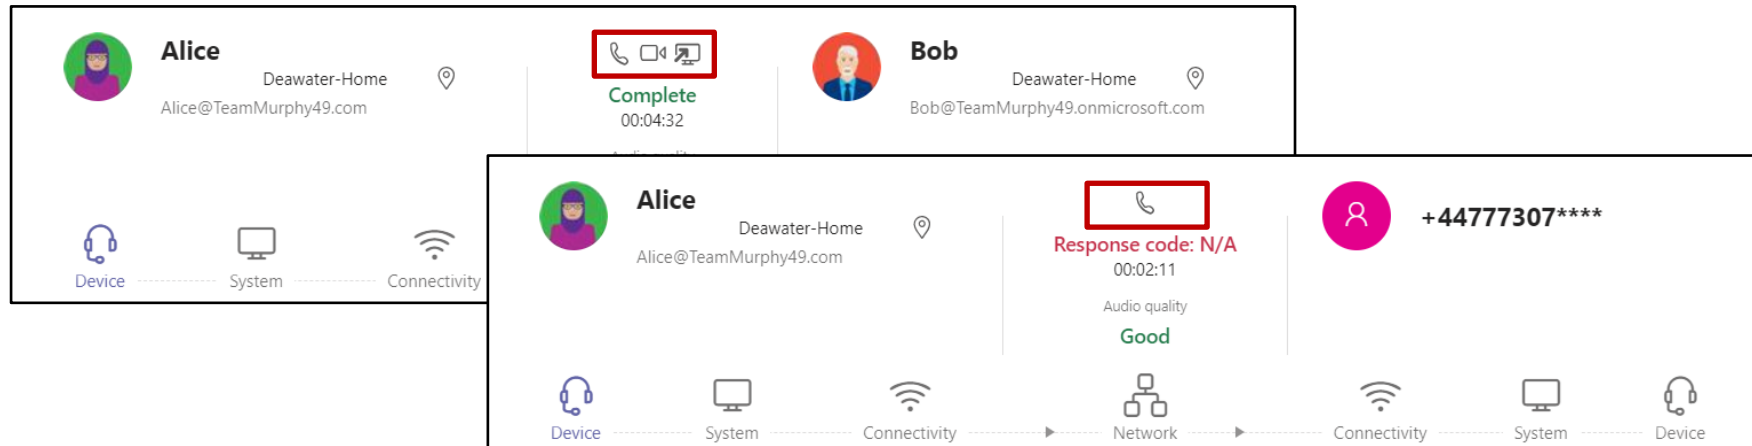 Alice
Deawater-Home
Alice@TeamMurphy49.com
Complete
00:04:32
Bob
Deawater-Home
Bob@TeamMurphy49.onmicrosoft.com
Device
System
Connectivity
Alice
Deawater-Home
Alice@TeamMurphy49.com
Response code: N/A
00:02:11
Audio quality
Good
+44777307****
Device
System
Connectivity
Network
Connectivity
System
Device